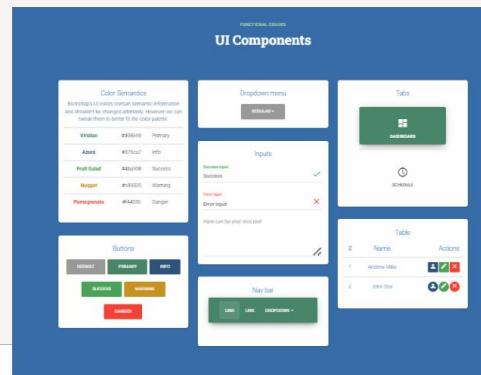 FUNCTIONAL COLORS
UI Components
Color Semantics
Bootstrap's UI colors contain semantic information
and shouldn't be changed arbitrarily. However we can
tweak them to better fit the color palette.
Viridian Primary
Azure Info
Fruit Salad Success
Nugget Warning
Pomegranate Danger
Buttons
DEFAULT PRIMARY INFO
SUCCESS WARNING
DANGER
Dropdown menu
REGULAR
Inputs
Success input
Success
Error input
Error input
Here can be your nice text
Navbar
LINK LINK DROPDOWN
Tabs
DASHBOARD
SCHEDULE
Table
# Name Actions
1 Andrew Mike
2 John Doe